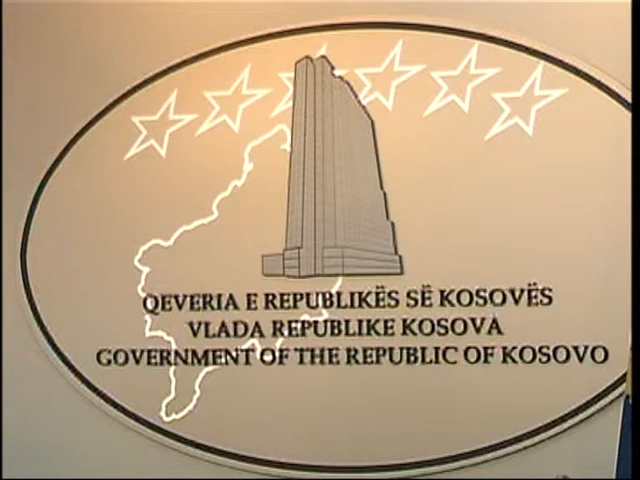 QEVERIA E REPUBLIKËS SË KOSOVËS
VLADA REPUBLIKE KOSOVA
GOVERNMENT OF THE REPUBLIC OF KOSOVO